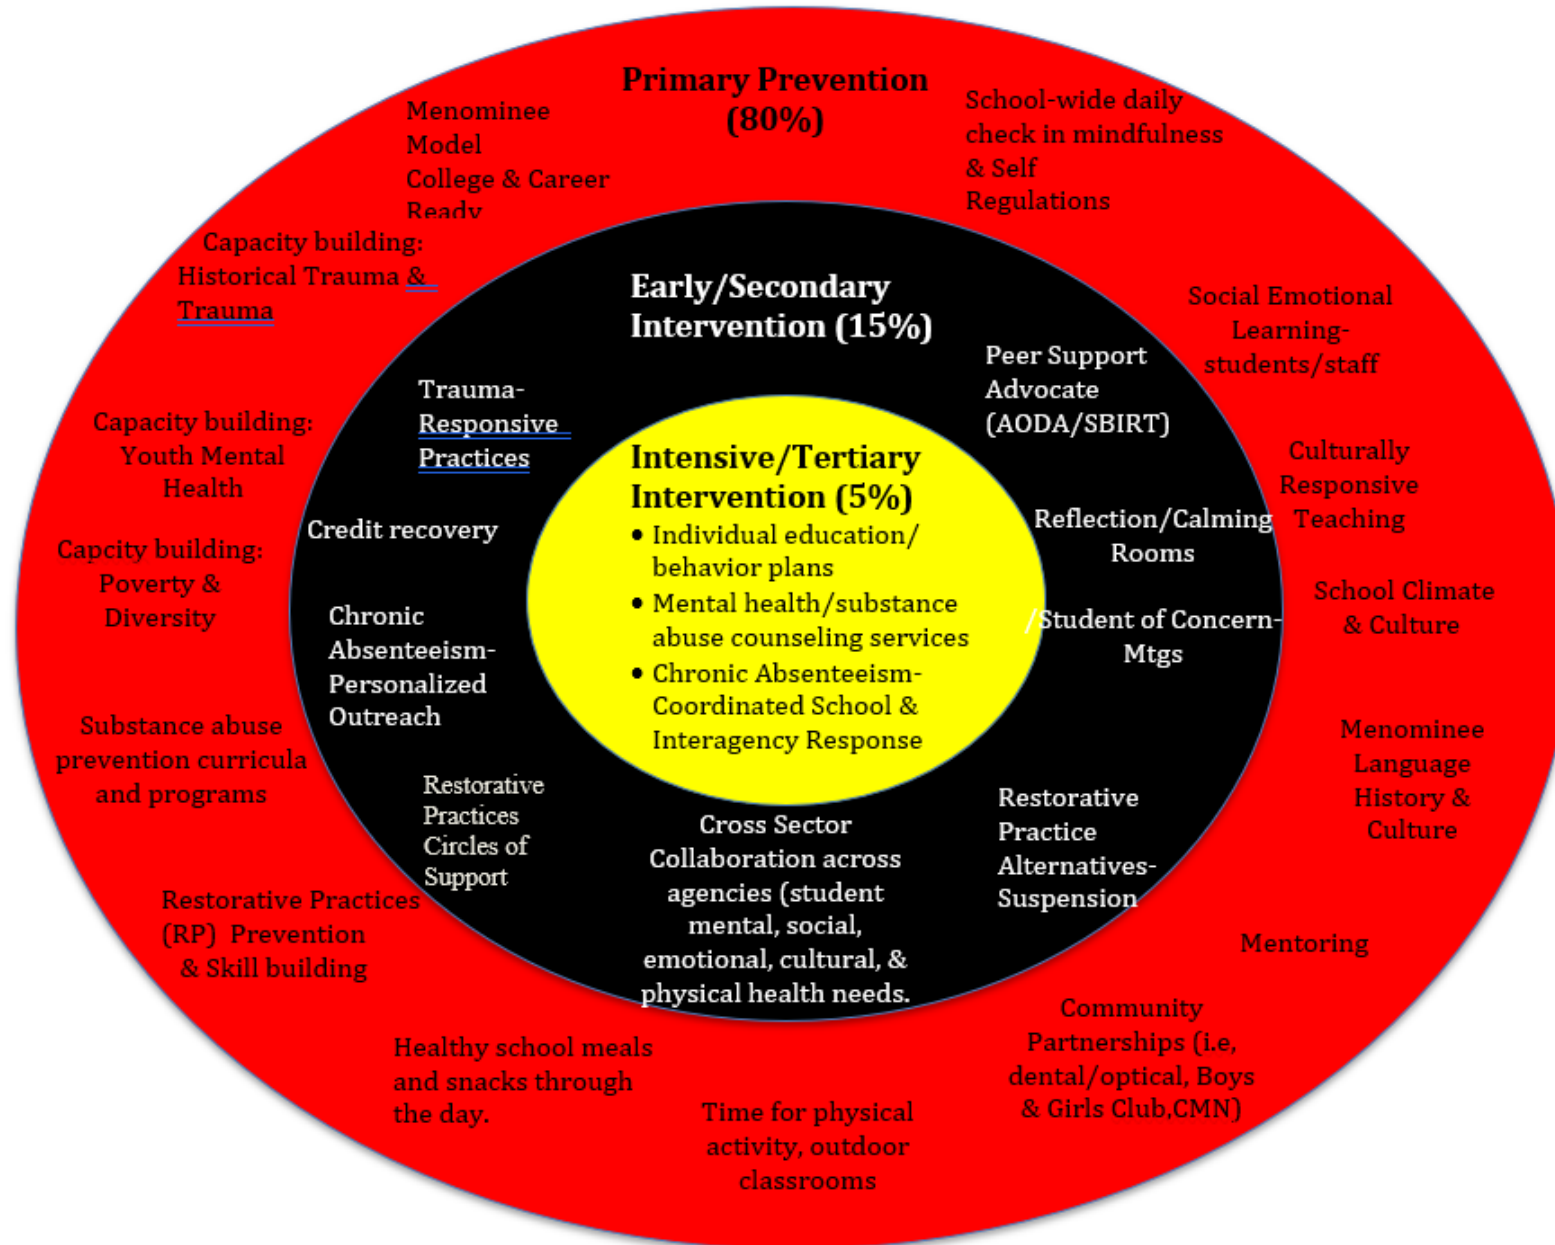 Primary Prevention
(80%)
Menominee
Model
College & Career
Ready
School-wide daily
check in mindfulness
& Self
Regulations
Capacity building:
Historical Trauma &
Trauma
Social Emotional
Learning-
students/staff
Capacity building:
Youth Mental
Health
Culturally
Responsive
Teaching
Capcity building:
Poverty &
Diversity
School Climate
& Culture
Substance abuse
prevention curricula
and programs
Menominee
Language
History &
Culture
Restorative Practices
(RP) Prevention
& Skill building
Mentoring
Healthy school meals
and snacks through
the day.
Time for physical
activity, outdoor
classrooms
Community
Partnerships (i.e,
dental/optical, Boys
& Girls Club,CMN)
Early/Secondary
Intervention (15%)
Trauma-
Responsive
Practices
Peer Support
Advocate
(AODA/SBIRT)
Credit recovery
Reflection/Calming
Rooms
Chronic
Absenteeism-
Personalized
Outreach
/Student of Concern-
Mtgs
Restorative
Practices
Circles of
Support
Cross Sector
Collaboration across
agencies (student
mental, social,
emotional, cultural, &
physical health needs.
Restorative
Practice
Alternatives-
Suspension
Intensive/Tertiary
Intervention (5%)
• Individual education/
behavior plans
• Mental health/substance
abuse counseling services
• Chronic Absenteeism-
Coordinated School &
Interagency Response